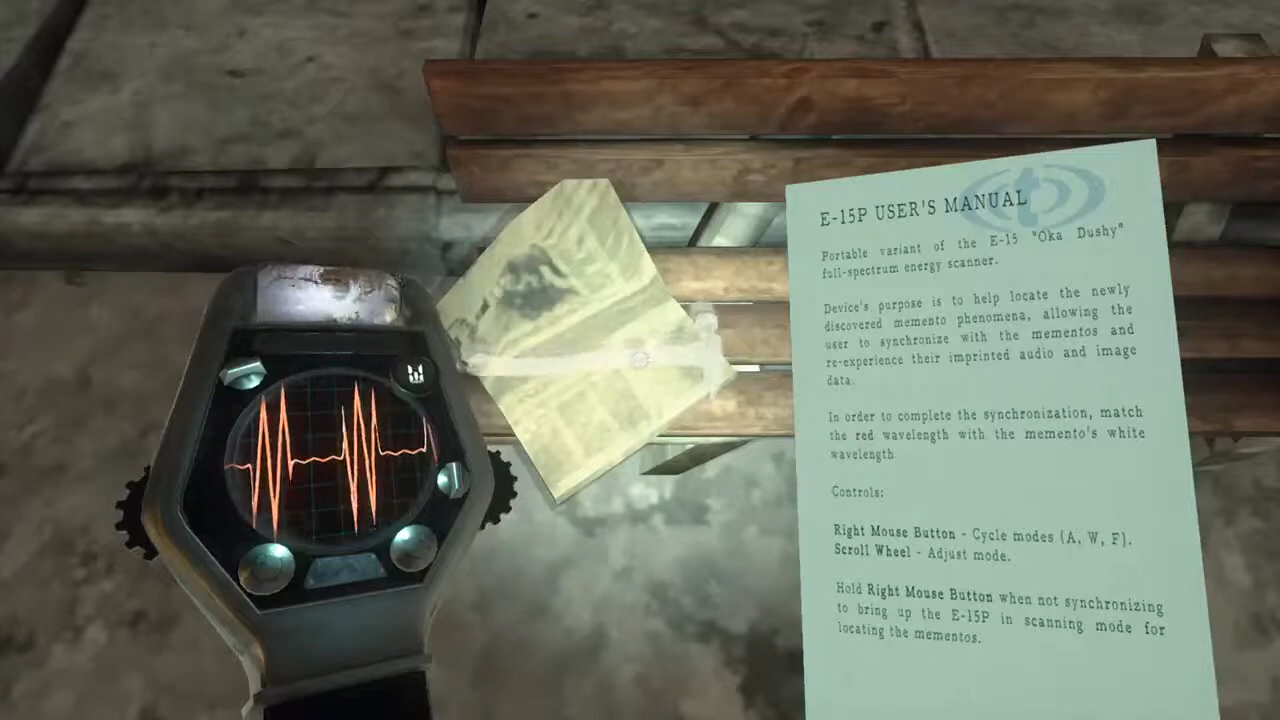 E-15P USER'S MANUAL
Portable variant of the E-15 "Oka Dushy"
full-spectrum energy scanner.
Device's purpose is to help locate the newly
discovered memento phenomena, allowing the
user to synchronize with the mementos and
re-experience their imprinted audio and image
data.
In order to complete the synchronization, match
the red wavelength with the memento's white
wavelength.
Controls:
Right Mouse Button - Cycle modes (A, W, F).
Scroll Wheel - Adjust mode.
Hold Right Mouse Button when not synchronizing
to bring up the E-15P in scanning mode for
locating the mementos.